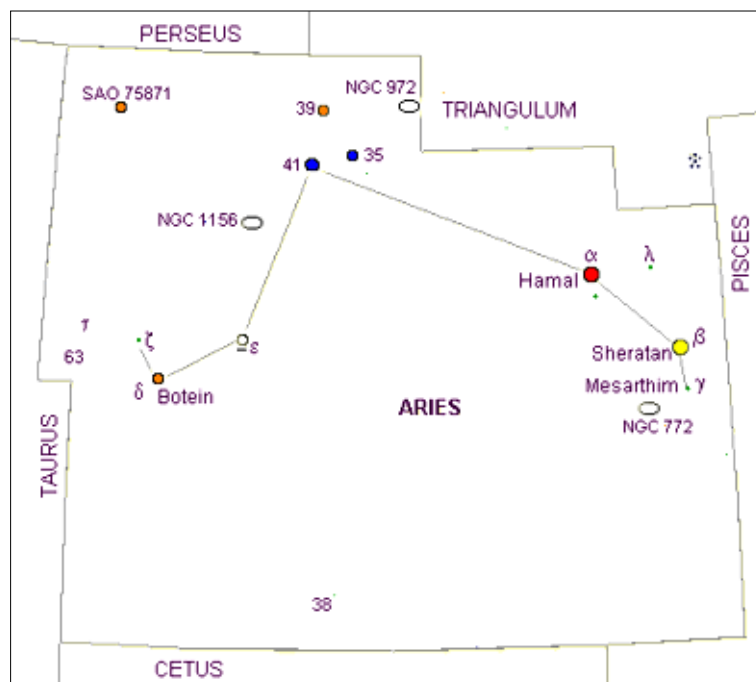 PERSEUS
SAO 75871
39
NGC 972
TRIANGULUM
41
35
*
NGC 1156
α
λ
Hamal
PISCES
τ
ζ
ε
β
63
Sheratan
δ
Botein
Mesarthim
γ
ARIES
NGC 772
TAURUS
38
CETUS